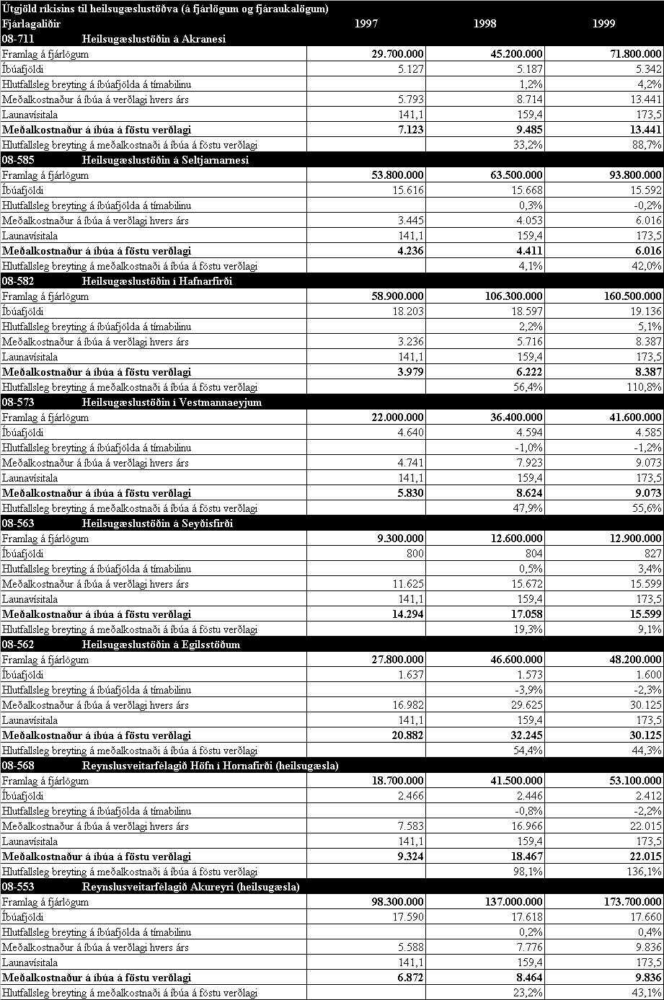 Útgjöld ríkisins til heilsugæslustöðva (á fjárlögum og fjáraukalögum)
Fjárlagaliðir 1997 1998 1999
08-711 Heilsugæslustöðin á Akranesi
Framlag á fjárlögum 29.700.000 45.200.000 71.800.000
Íbúafjöldi 5.127 5.187 5.342
Hlutfallsleg breyting á íbúafjölda á tímabilinu 1,2% 4,2%
Meðalkostnaður á íbúa á verðlagi hvers árs 5.793 8.714 13.441
Launavísitala 141,1 159,4 173,5
Meðalkostnaður á íbúa á föstu verðlagi 7.123 9.485 13.441
Hlutfallsleg breyting á meðalkostnaði á íbúa á föstu verðlagi 33,2% 88,7%
08-585 Heilsugæslustöðin á Seltjarnarnesi
Framlag á fjárlögum 53.800.000 63.500.000 93.800.000
Íbúafjöldi 15.616 15.668 15.592
Hlutfallsleg breyting á íbúafjölda á tímabilinu 0,3% -0,2%
Meðalkostnaður á íbúa á verðlagi hvers árs 3.445 4.053 6.016
Launavísitala 141,1 159,4 173,5
Meðalkostnaður á íbúa á föstu verðlagi 4.236 4.411 6.016
Hlutfallsleg breyting á meðalkostnaði á íbúa á föstu verðlagi 4,1% 42,0%
08-582 Heilsugæslustöðin í Hafnarfirði
Framlag á fjárlögum 58.900.000 106.300.000 160.500.000
Íbúafjöldi 18.203 18.597 19.136
Hlutfallsleg breyting á íbúafjölda á tímabilinu 2,2% 5,1%
Meðalkostnaður á íbúa á verðlagi hvers árs 3.236 5.716 8.387
Launavísitala 141,1 159,4 173,5
Meðalkostnaður á íbúa á föstu verðlagi 3.979 6.222 8.387
Hlutfallsleg breyting á meðalkostnaði á íbúa á föstu verðlagi 56,4% 110,8%
08-573 Heilsugæslustöðin í Vestmannaeyjum
Framlag á fjárlögum 22.000.000 36.400.000 41.600.000
Íbúafjöldi 4.640 4.594 4.585
Hlutfallsleg breyting á íbúafjölda á tímabilinu -1,0% -1,2%
Meðalkostnaður á íbúa á verðlagi hvers árs 4.741 7.923 9.073
Launavísitala 141,1 159,4 173,5
Meðalkostnaður á íbúa á föstu verðlagi 5.830 8.624 9.073
Hlutfallsleg breyting á meðalkostnaði á íbúa á föstu verðlagi 47,9% 55,6%
08-563 Heilsugæslustöðin á Seyðisfirði
Framlag á fjárlögum 9.300.000 12.600.000 12.900.000
Íbúafjöldi 800 804 827
Hlutfallsleg breyting á íbúafjölda á tímabilinu 0,5% 3,4%
Meðalkostnaður á íbúa á verðlagi hvers árs 11.625 15.672 15.599
Launavísitala 141,1 159,4 173,5
Meðalkostnaður á íbúa á föstu verðlagi 14.294 17.058 15.599
Hlutfallsleg breyting á meðalkostnaði á íbúa á föstu verðlagi 19,3% 9,1%
08-562 Heilsugæslustöðin á Egilsstöðum
Framlag á fjárlögum 27.800.000 46.600.000 48.200.000
Íbúafjöldi 1.637 1.573 1.600
Hlutfallsleg breyting á íbúafjölda á tímabilinu -3,9% -2,3%
Meðalkostnaður á íbúa á verðlagi hvers árs 16.982 29.625 30.125
Launavísitala 141,1 159,4 173,5
Meðalkostnaður á íbúa á föstu verðlagi 20.882 32.245 30.125
Hlutfallsleg breyting á meðalkostnaði á íbúa á föstu verðlagi 54,4% 44,3%
08-568 Reynslusveitarfélagið Höfn í Hornafirði (heilsugæsla)
Framlag á fjárlögum 18.700.000 41.500.000 53.100.000
Íbúafjöldi 2.466 2.446 2.412
Hlutfallsleg breyting á íbúafjölda á tímabilinu -0,8% -2,2%
Meðalkostnaður á íbúa á verðlagi hvers árs 7.583 16.966 22.015
Launavísitala 141,1 159,4 173,5
Meðalkostnaður á íbúa á föstu verðlagi 9.324 18.467 22.015
Hlutfallsleg breyting á meðalkostnaði á íbúa á föstu verðlagi 98,1% 136,1%
08-553 Reynslusveitarfélagið Akureyri (heilsugæsla)
Framlag á fjárlögum 98.300.000 137.000.000 173.700.000
Íbúafjöldi 17.590 17.618 17.660
Hlutfallsleg breyting á íbúafjölda á tímabilinu 0,2% 0,4%
Meðalkostnaður á íbúa á verðlagi hvers árs 5.588 7.776 9.836
Launavísitala 141,1 159,4 173,5
Meðalkostnaður á íbúa á föstu verðlagi 6.872 8.464 9.836
Hlutfallsleg breyting á meðalkostnaði á íbúa á föstu verðlagi 23,2% 43,1%